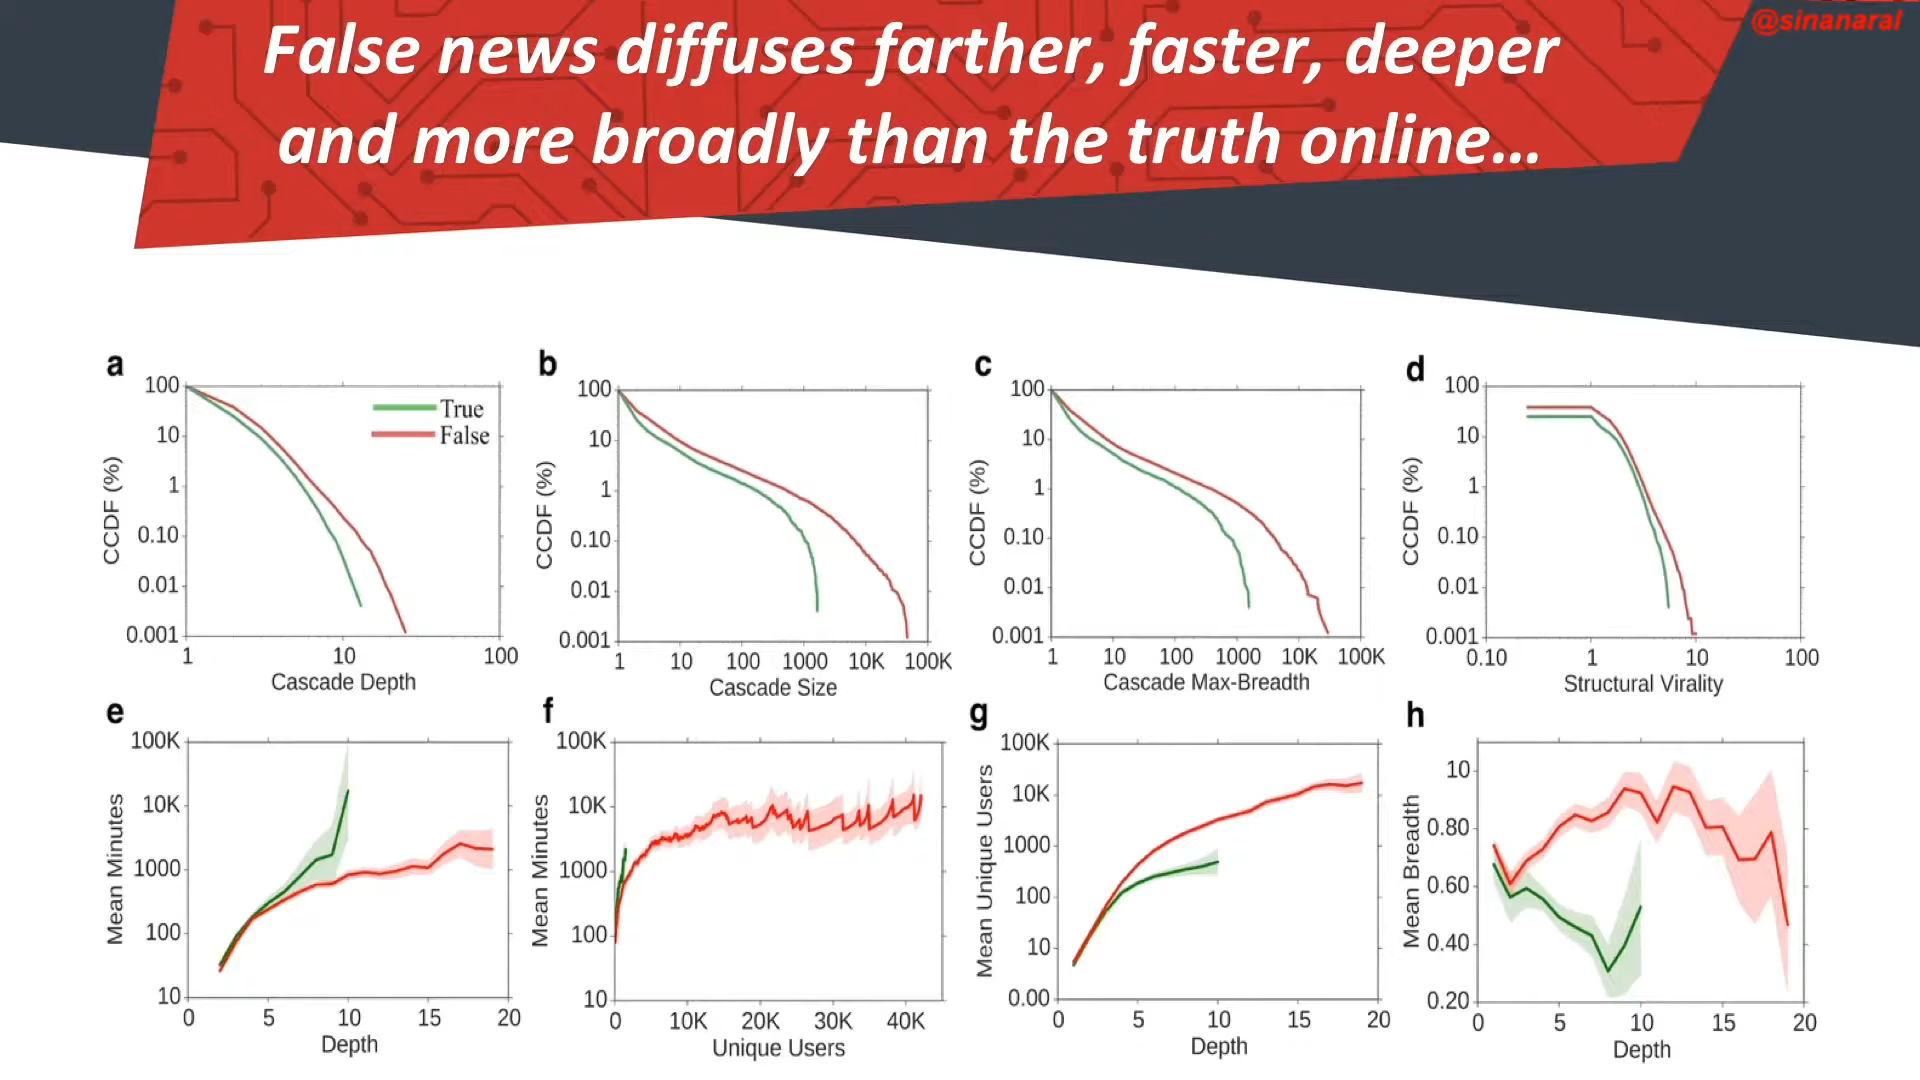 @sinanaral
False news diffuses farther, faster, deeper
and more broadly than the truth online...
a
100
10
1
0.10
0.01
0.001
CCDF (%)
True
False
1 10 100
Cascade Depth
b
100
10
1
0.10
0.01
0.001
CCDF (%)
1 10 100 1000 10K 100K
Cascade Size
c
100
10
1
0.10
0.01
0.001
CCDF (%)
1 10 100 1000 10K 100K
Cascade Max-Breadth
d
100
10
1
0.10
0.01
0.001
CCDF (%)
0.10 1 10 100
Structural Virality
e
100K
10K
1000
100
10
Mean Minutes
0 5 10 15 20
Depth
f
100K
10K
1000
100
10
Mean Minutes
0 10K 20K 30K 40K
Unique Users
g
100K
10K
1000
100
10
0.00
Mean Unique Users
0 5 10 15 20
Depth
h
10
0.80
0.60
0.40
0.20
Mean Breadth
0 5 10 15 20
Depth